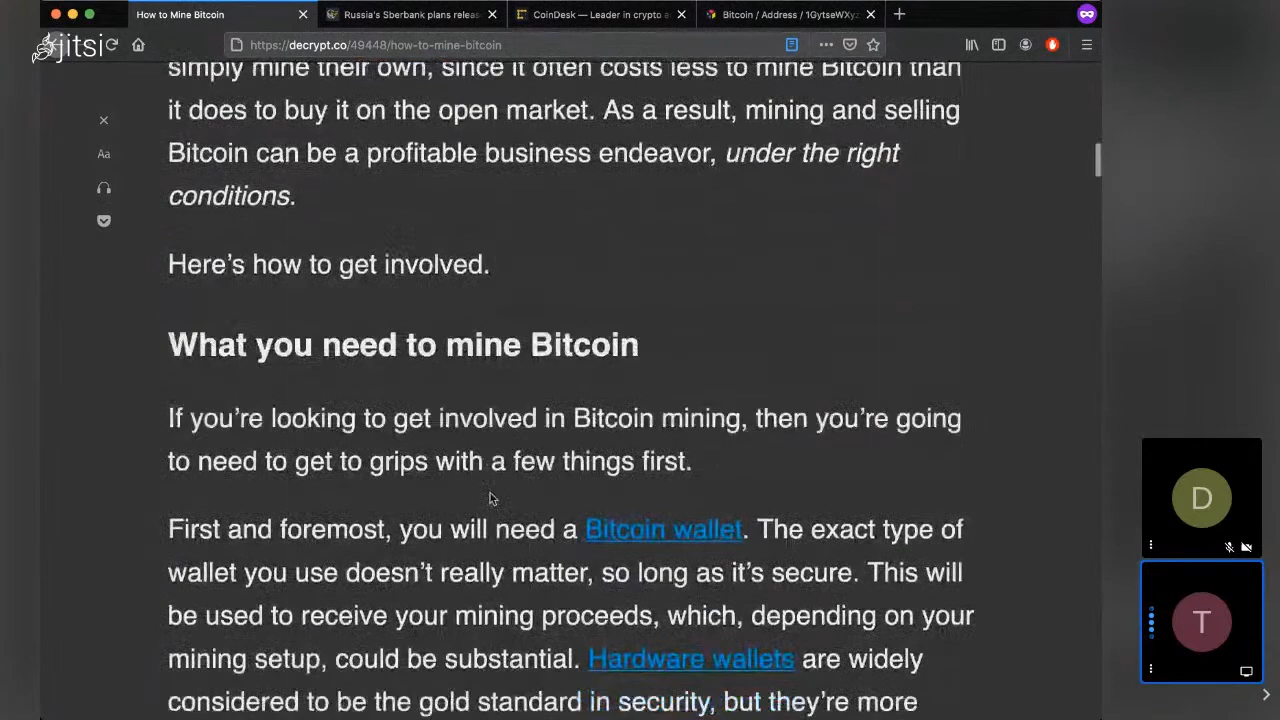 How to Mine Bitcoin
Russia's Sberbank plans releas
CoinDesk — Leader in crypto a
Bitcoin / Address / 1GytseWXyz
jitsi
https://decrypt.co/49448/how-to-mine-bitcoin
simply mine their own, since it often costs less to mine Bitcoin than
it does to buy it on the open market. As a result, mining and selling
Bitcoin can be a profitable business endeavor, under the right
conditions.
Aa
Here’s how to get involved.
What you need to mine Bitcoin
If you’re looking to get involved in Bitcoin mining, then you’re going
to need to get to grips with a few things first.
First and foremost, you will need a Bitcoin wallet. The exact type of
wallet you use doesn’t really matter, so long as it’s secure. This will
be used to receive your mining proceeds, which, depending on your
mining setup, could be substantial. Hardware wallets are widely
considered to be the gold standard in security, but they’re more
D
T